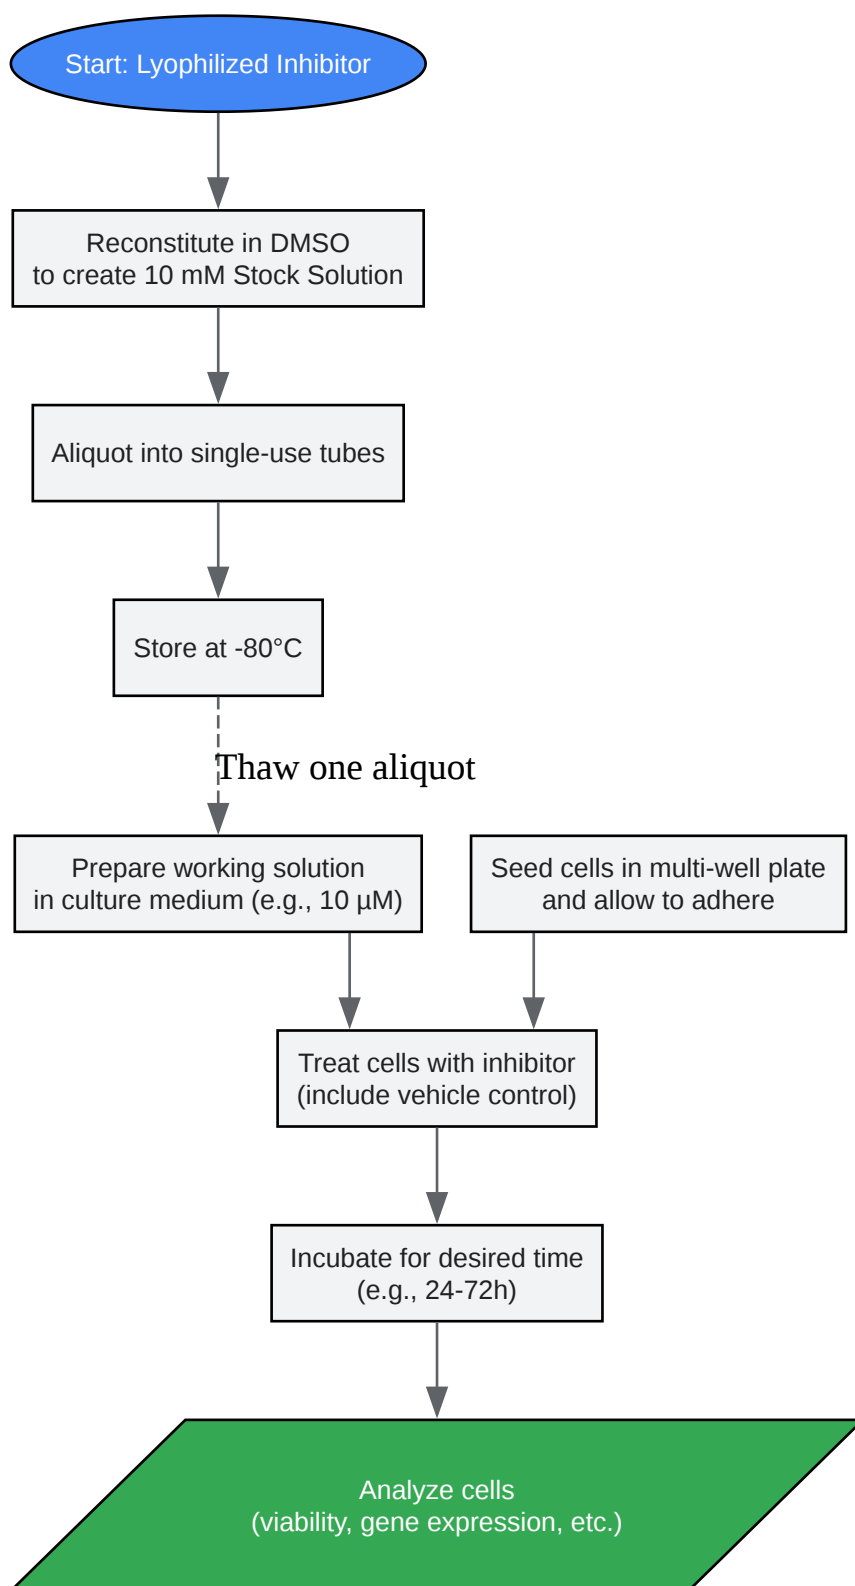 Start: Lyophilized Inhibitor
Reconstitute in DMSO
to create 10 mM Stock Solution
Aliquot into single-use tubes
Store at -80°C
Thaw one aliquot
Prepare working solution
in culture medium (e.g., 10 µM)
Seed cells in multi-well plate
and allow to adhere
Treat cells with inhibitor
(include vehicle control)
Incubate for desired time
(e.g., 24-72h)
Analyze cells
(viability, gene expression, etc.)